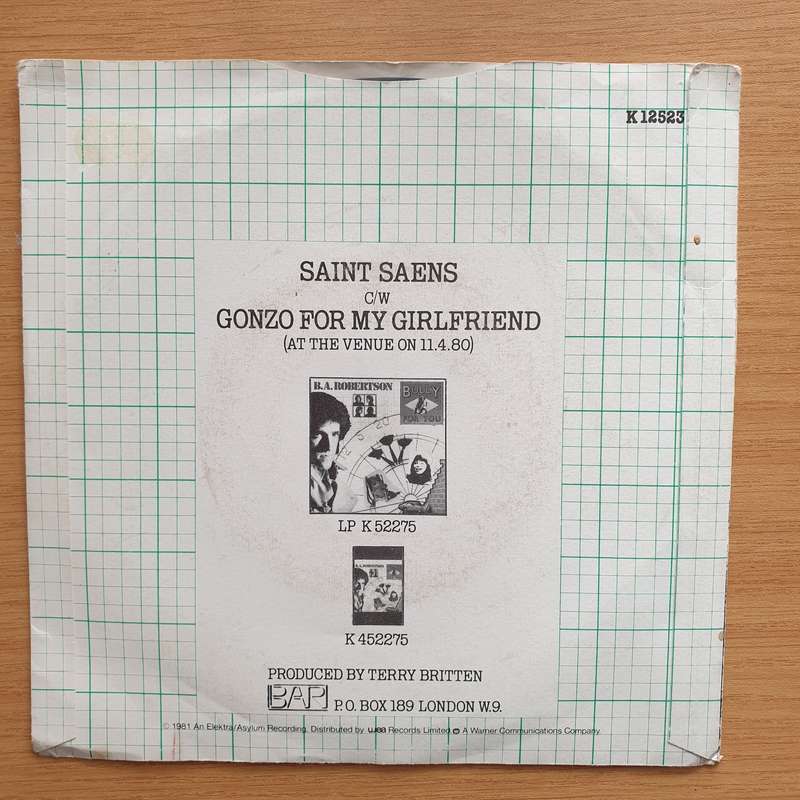 K 12523
SAINT SAENS
C/W
GONZO FOR MY GIRLFRIEND
(AT THE VENUE ON 11.4.80)
B.A. ROBERTSON
BULLY
FOR YOU
20
LP K 52275
B.A. ROBERTSON
K 452275
PRODUCED BY TERRY BRITTEN
BAP P.O. BOX 189 LONDON W.9.
© 1981 An Elektra/Asylum Recording. Distributed by wea Records Limited A Warner Communications Company.